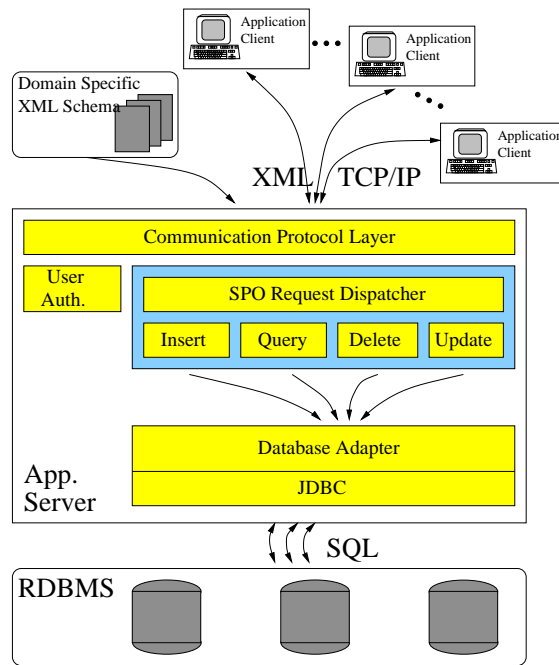 Application
Client
Application
Client
Domain Specific
XML Schema
Application
Client
XML TCP/IP
Communication Protocol Layer
User
Auth.
SPO Request Dispatcher
Insert
Query
Delete
Update
Database Adapter
JDBC
App.
Server
SQL
RDBMS